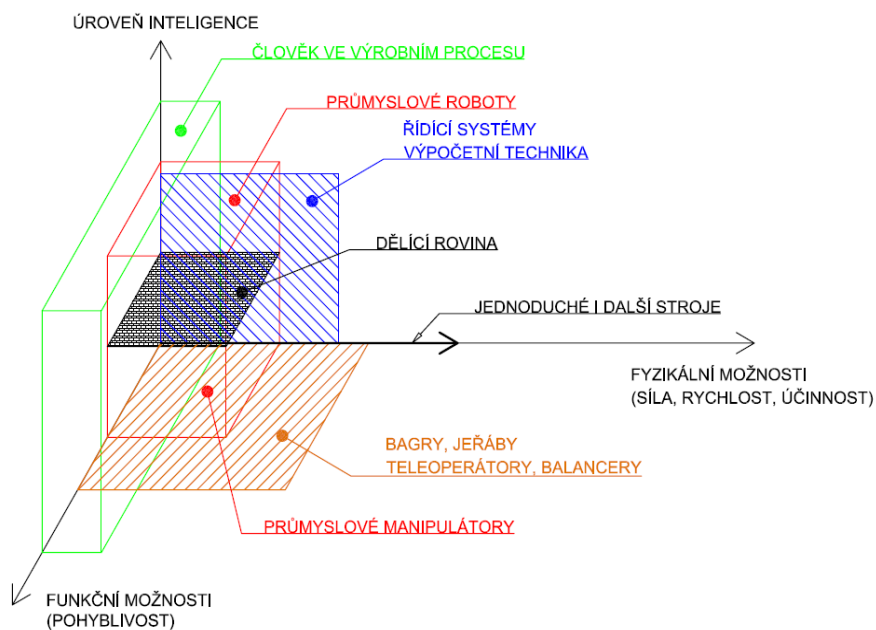 ÚROVEŇ INTELIGENCE
ČLOVĚK VE VÝROBNÍM PROCESU
PRŮMYSLOVÉ ROBOTY
ŘÍDÍCÍ SYSTÉMY
VÝPOČETNÍ TECHNIKA
DĚLÍCÍ ROVINA
JEDNODUCHÉ I DALŠÍ STROJE
FYZIKÁLNÍ MOŽNOSTI
(SÍLA, RYCHLOST, ÚČINNOST)
BAGRY, JEŘÁBY
TELEOPERÁTORY, BALANCERY
PRŮMYSLOVÉ MANIPULÁTORY
FUNKČNÍ MOŽNOSTI
(POHYBLIVOST)